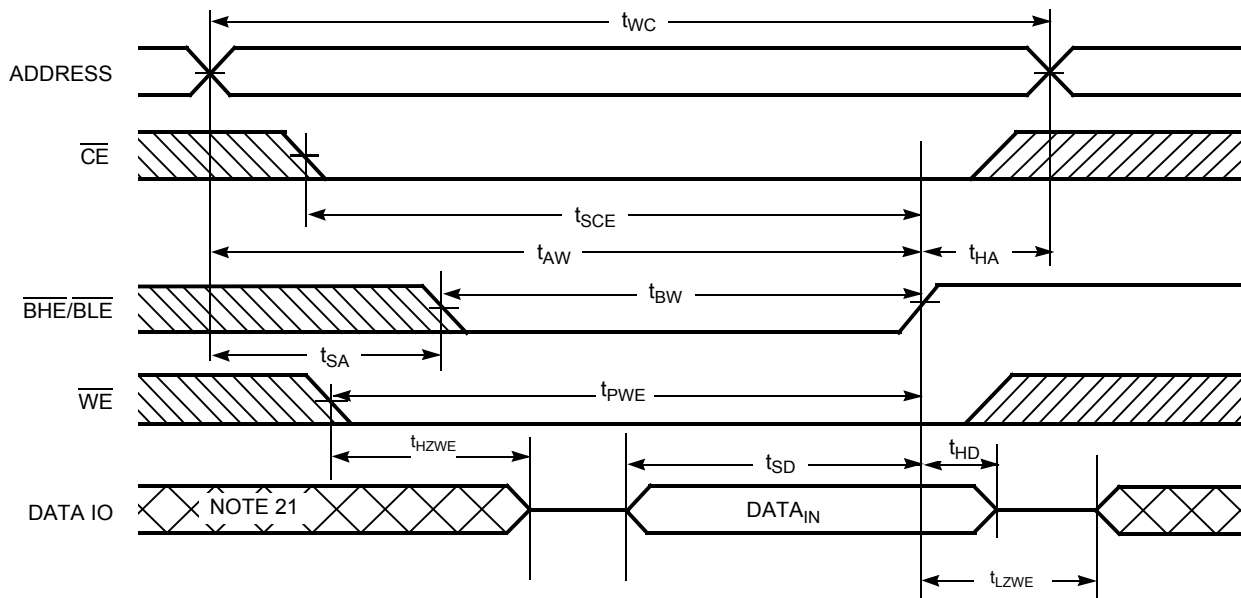 tWC
ADDRESS
CE
tSCE
tAW
tHA
BHE/BLE
tBW
tSA
WE
tPWE
tHZWE
tSD
tHD
DATA IO
NOTE 21
DATAIN
tLZWE